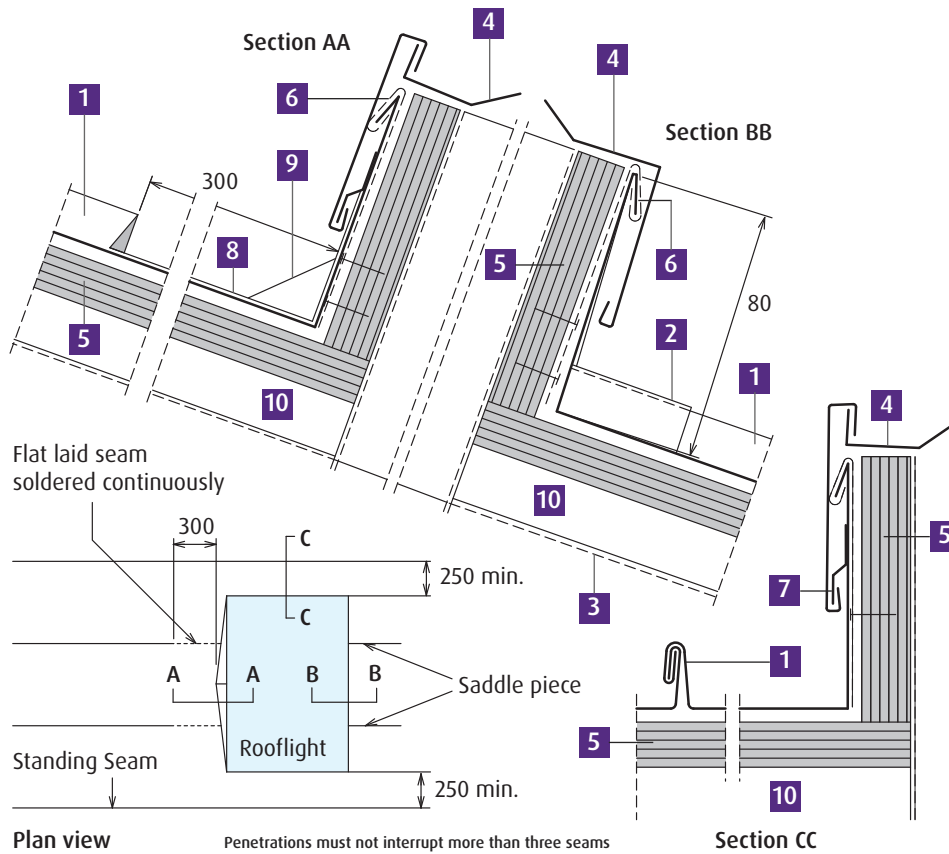 4
Section AA
4
6
1
Section BB
9
300
8
5
6
80
5
2
1
10
4
Flat laid seam
soldered continuously
10
5
300
C
250 min.
3
7
C
A
A
B
B
1
Saddle piece
5
Rooflight
Standing Seam
250 min.
10
Plan view
Penetrations must not interrupt more than three seams
Section CC